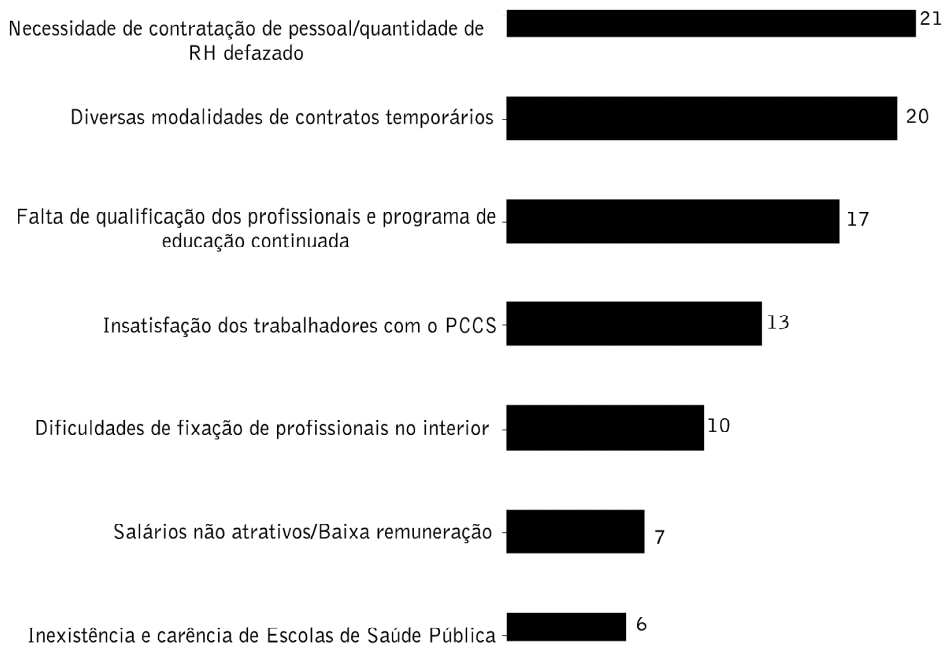 Necessidade de contratação de pessoal/quantidade de
RH defazado
21
Diversas modalidades de contratos temporários
20
Falta de qualificação dos profissionais e programa de
educação continuada
17
Insatisfação dos trabalhadores com o PCCS
13
Dificuldades de fixação de profissionais no interior
10
Salários não atrativos/Baixa remuneração
7
Inexistência e carência de Escolas de Saúde Pública
6